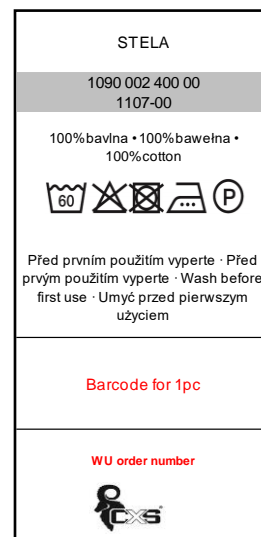 STELA
1090 002 400 00
1107-00
100%bavlna • 100%bawełna •
100%cotton
60
P
Před prvním použitím vyperte · Před
prvým použitím vyperte · Wash before
first use · Umyć przed pierwszym
użyciem
Barcode for 1pc
WU order number
CXS